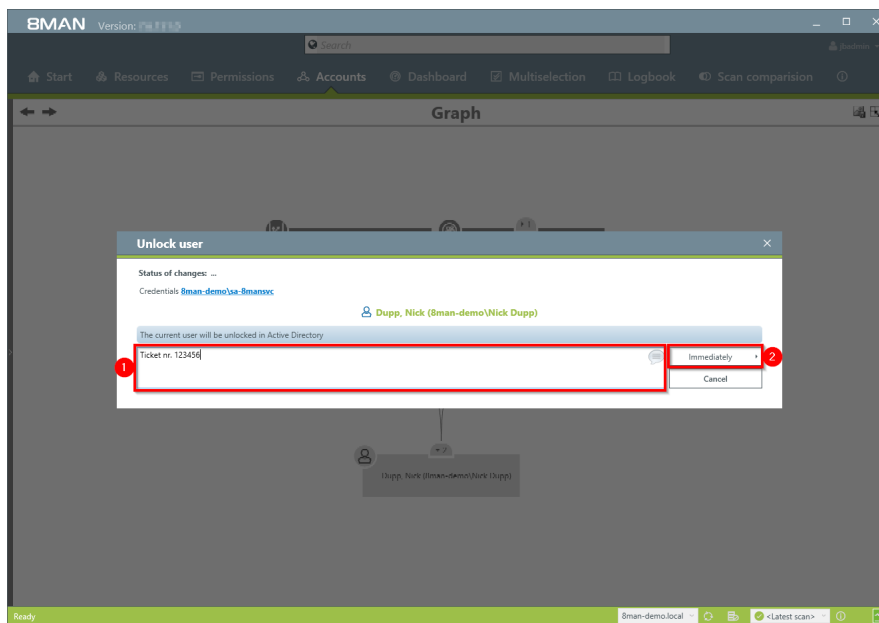 8MAN Version:
Search
jbadmin
Start Resources Permissions Accounts Dashboard Multiselection Logbook Scan comparision
Graph
+ 7
Unlock user
Status of changes: ...
Credentials 8man-demo\sa-8mansvc
Dupp, Nick (8man-demo\Nick Dupp)
The current user will be unlocked in Active Directory
Ticket nr. 123456
1
Immediately
2
Cancel
+ 7
Dupp, Nick (8man-demo\Nick Dupp)
Ready 8man-demo.local <Latest scan>